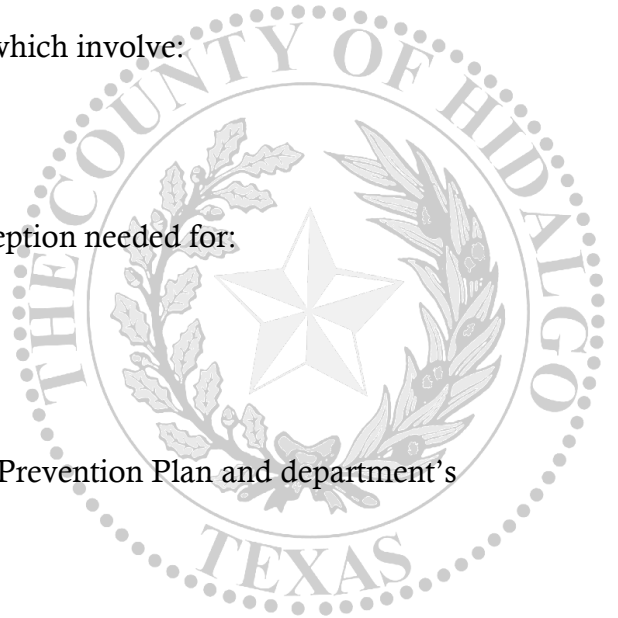 which involve:
THE COUNTY OF HIDALGO
eption needed for:
Prevention Plan and department’s
TEXAS